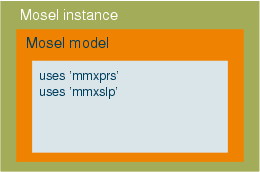 Mosel instance
Mosel model
uses 'mmxprs'
uses 'mmxslp'